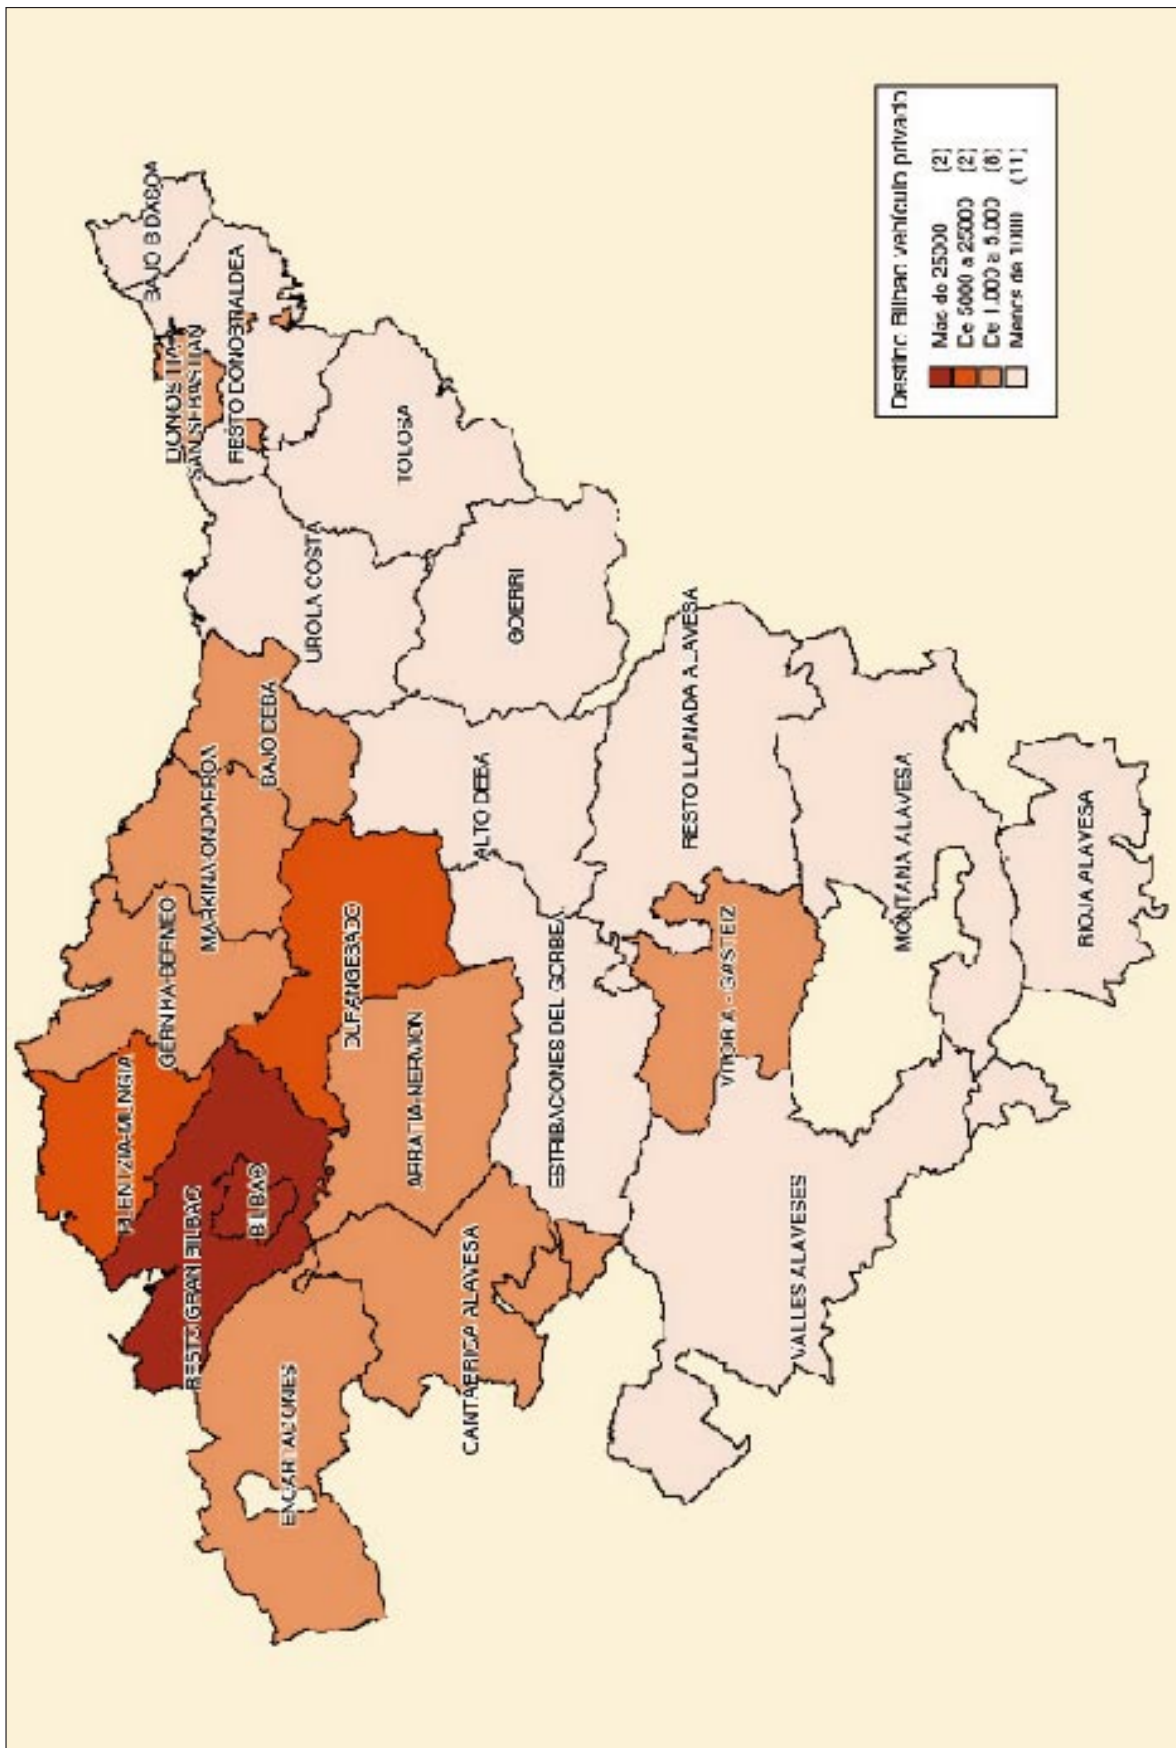 PLENTZIA-MUNGIA
GERNIKA-BERMEO
MARKINA-ONDARROA
BAJO BIDASOA
DONOSTIA-
SAN SEBASTIAN
RESTO GRAN BILBAO
BILBAO
BAJO DEBA
RESTO DONOSTIALDEA
ENCARTACIONES
UROLA COSTA
DURANGESADO
TOLOSA
ARRATIA-NERVION
CANTABRICA ALAVESA
ALTO DEBA
GOIERRI
ESTRIBACIONES DEL GORBEA
RESTO LLANADA ALAVESA
VITORIA - GASTEIZ
VALLES ALAVESES
MONTAÑA ALAVESA
RIOJA ALAVESA
Destino Bilbao vehículo privado
Más de 25000 (2)
De 5000 a 25000 (2)
De 1.000 a 5.000 (8)
Menos de 1000 (11)